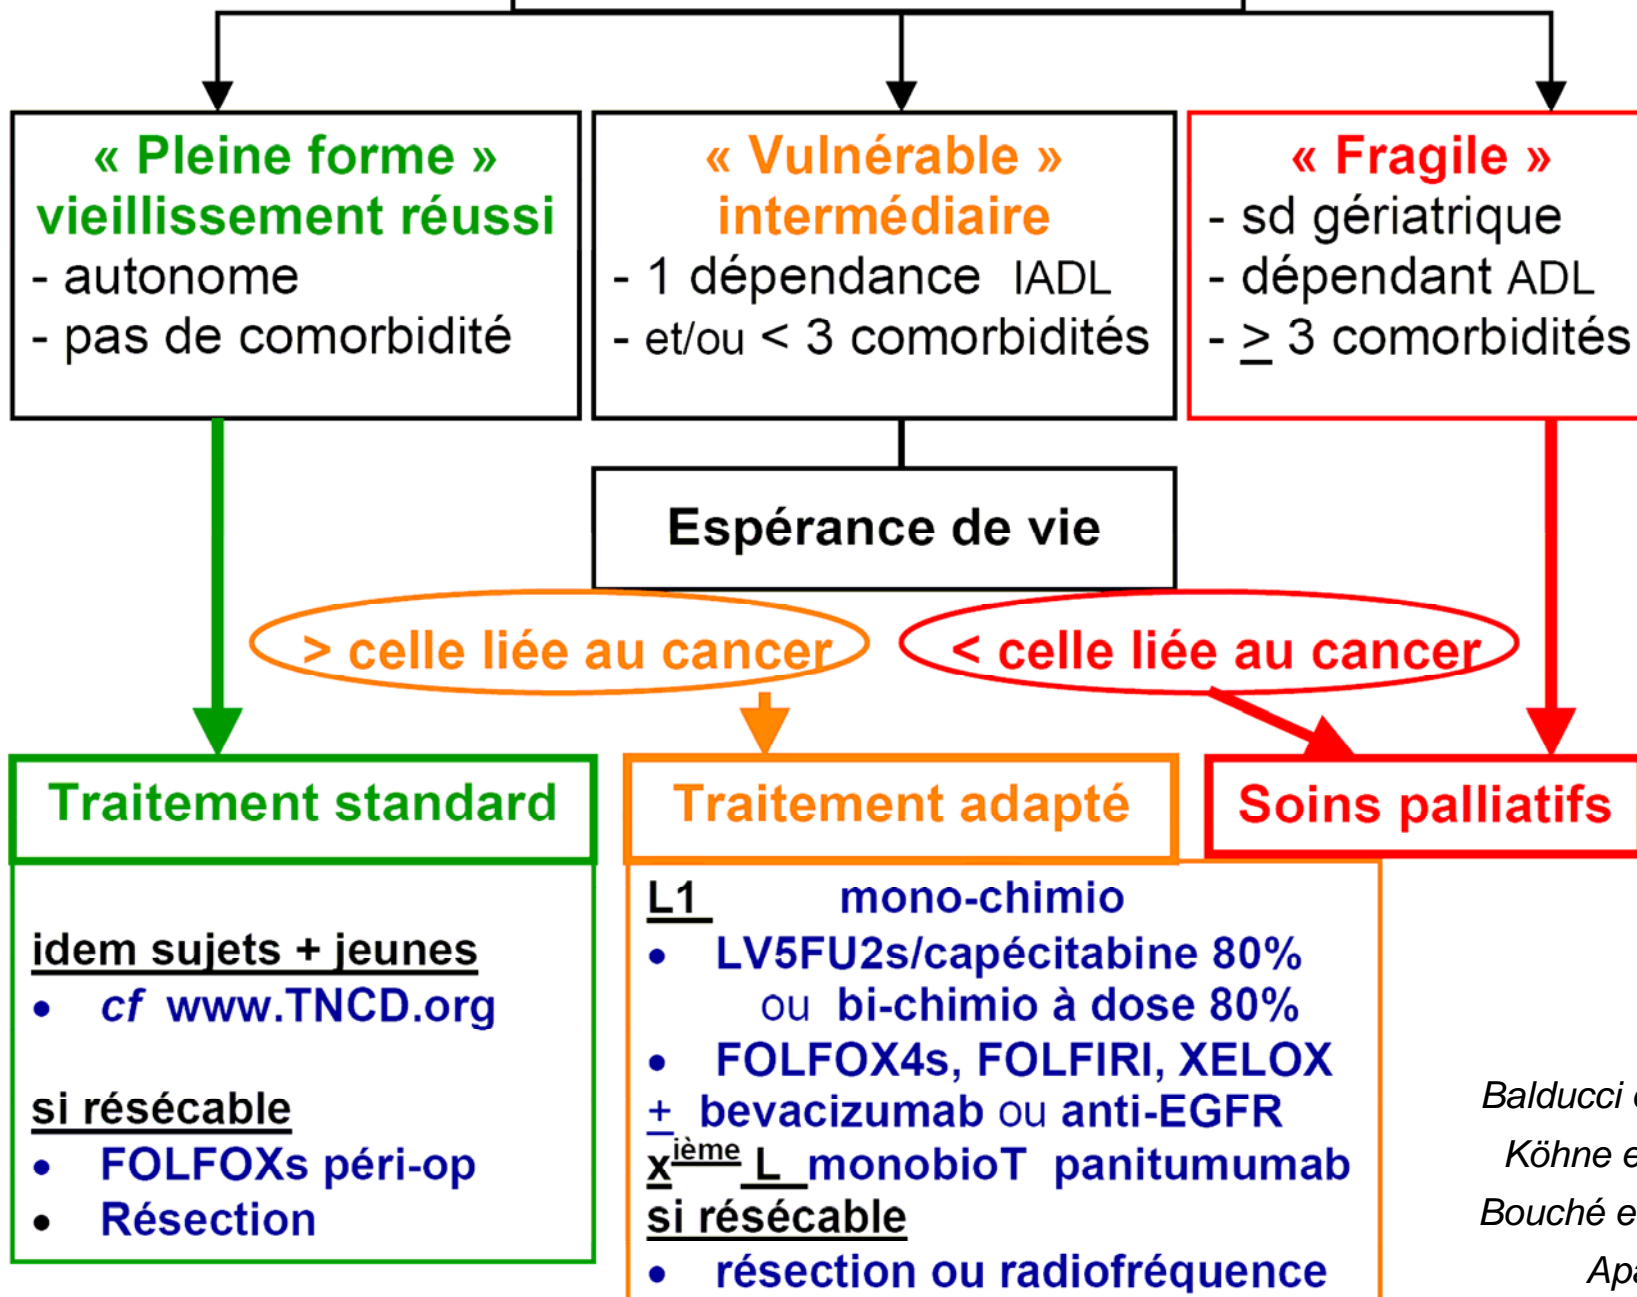 « Pleine forme »
vieillissement réussi
- autonome
- pas de comorbidité
« Vulnérable »
intermédiaire
- 1 dépendance IADL
- et/ou < 3 comorbidités
« Fragile »
- sd gériatrique
- dépendant ADL
- ≥ 3 comorbidités
Espérance de vie
> celle liée au cancer
< celle liée au cancer
Traitement standard
idem sujets + jeunes
• cf www.TNCD.org
si résécable
• FOLFOXs péri-op
• Résection
Traitement adapté
L1 mono-chimio
• LV5FU2s/capécitabine 80%
ou bi-chimio à dose 80%
• FOLFOX4s, FOLFIRI, XELOX
± bevacizumab ou anti-EGFR
xième L monobioT panitumumab
si résécable
• résection ou radiofréquence
Soins palliatifs
Balducci
Köhne
Bouché